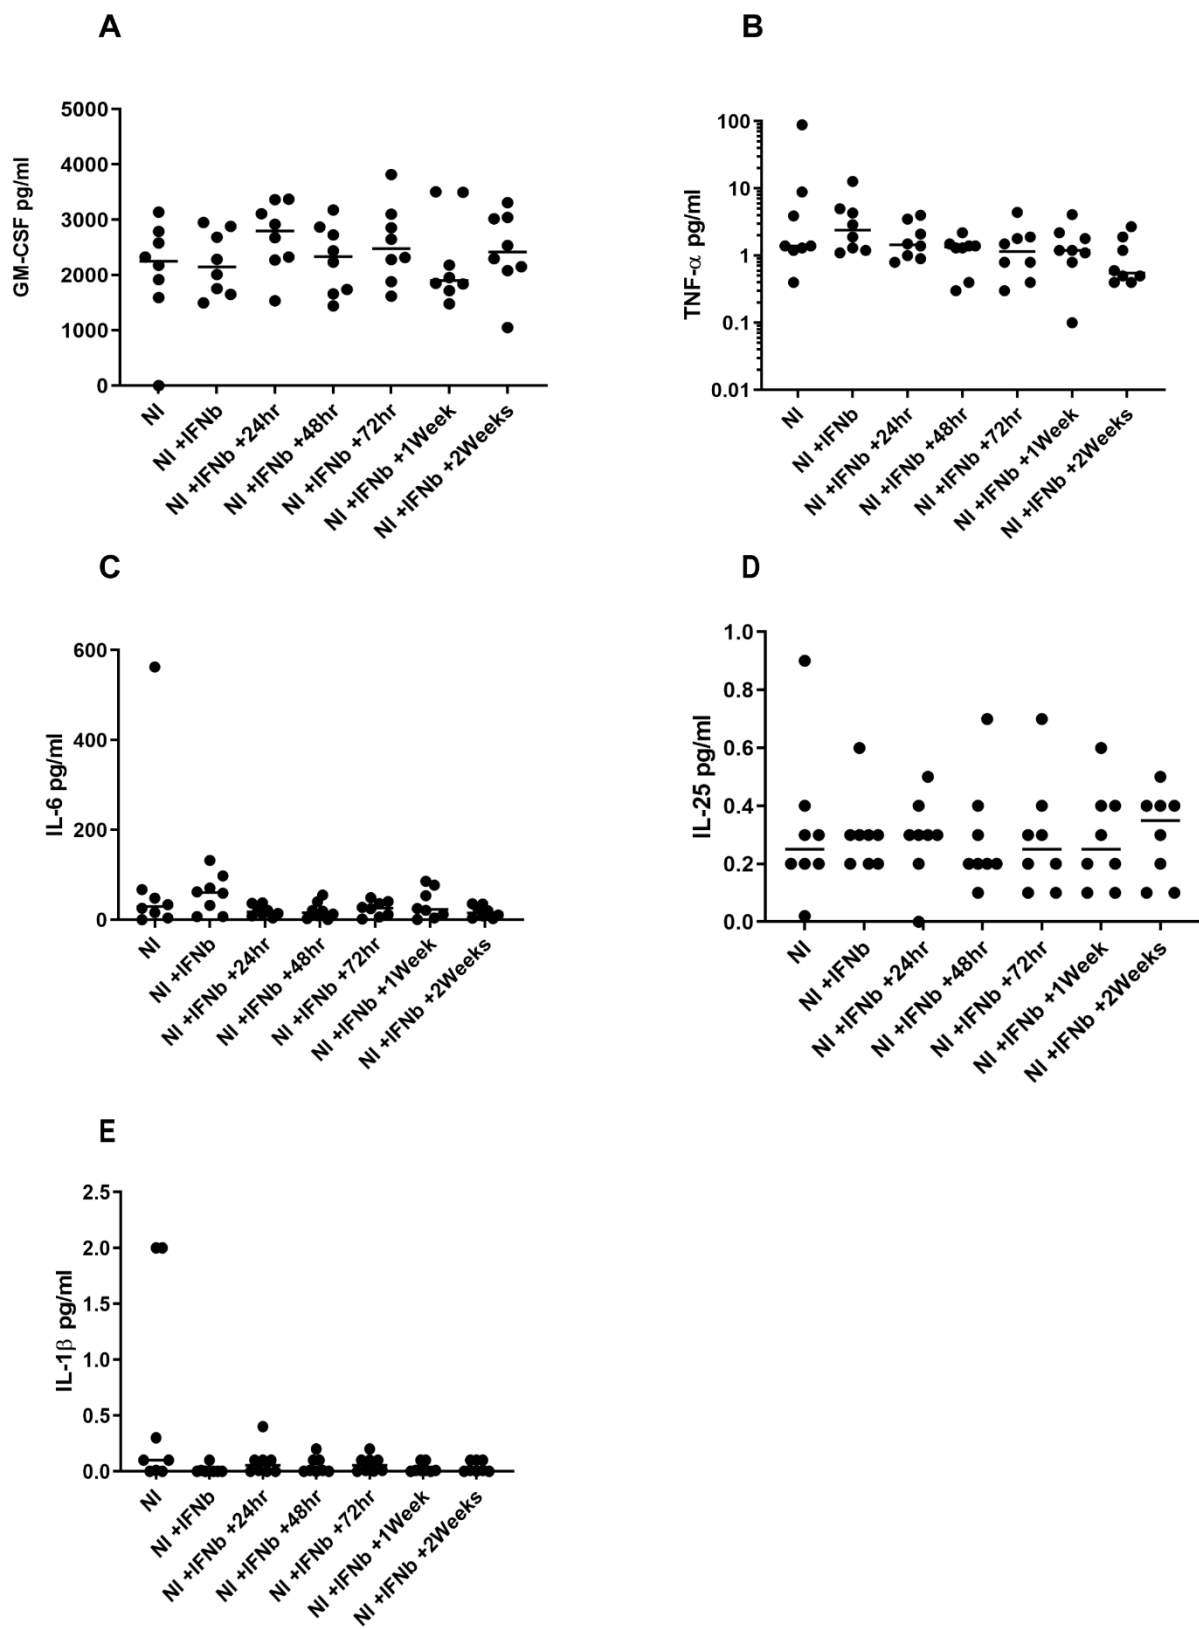 A
GM-CSF pg/ml
5000
4000
3000
2000
1000
0
NI
NI +IFNb
NI +IFNb +24hr
NI +IFNb +48hr
NI +IFNb +72hr
NI +IFNb +1Week
NI +IFNb +2Weeks
B
TNF-α pg/ml
100
10
1
0.1
0.01
NI
NI +IFNb
NI +IFNb +24hr
NI +IFNb +48hr
NI +IFNb +72hr
NI +IFNb +1Week
NI +IFNb +2Weeks
C
IL-6 pg/ml
600
400
200
0
NI
NI +IFNb
NI +IFNb +24hr
NI +IFNb +48hr
NI +IFNb +72hr
NI +IFNb +1Week
NI +IFNb +2Weeks
D
IL-25 pg/ml
1.0
0.8
0.6
0.4
0.2
0.0
NI
NI +IFNb
NI +IFNb +24hr
NI +IFNb +48hr
NI +IFNb +72hr
NI +IFNb +1Week
NI +IFNb +2Weeks
E
IL-1β pg/ml
2.5
2.0
1.5
1.0
0.5
0.0
NI
NI +IFNb
NI +IFNb +24hr
NI +IFNb +48hr
NI +IFNb +72hr
NI +IFNb +1Week
NI +IFNb +2Weeks